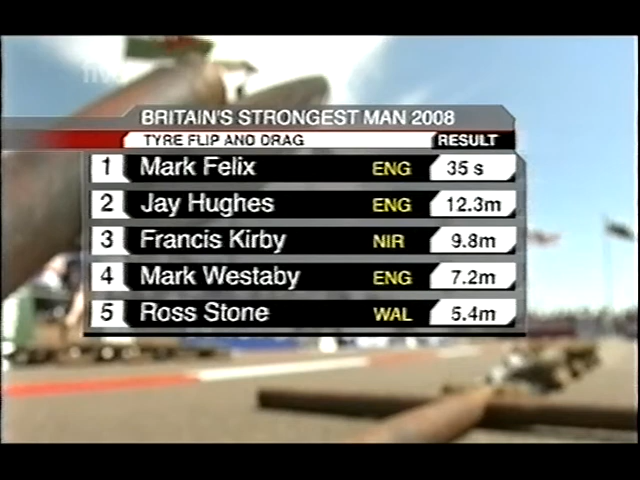 BRITAIN'S STRONGEST MAN 2008
TYRE FLIP AND DRAG RESULT
1 Mark Felix ENG 35 s
2 Jay Hughes ENG 12.3m
3 Francis Kirby NIR 9.8m
4 Mark Westaby ENG 7.2m
5 Ross Stone WAL 5.4m